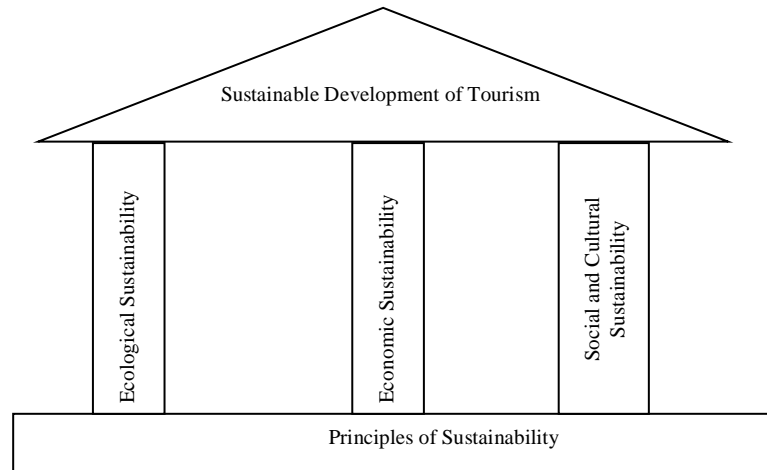 Sustainable Development of Tourism
Ecological Sustainability
Economic Sustainability
Social and Cultural
Sustainability
Principles of Sustainability